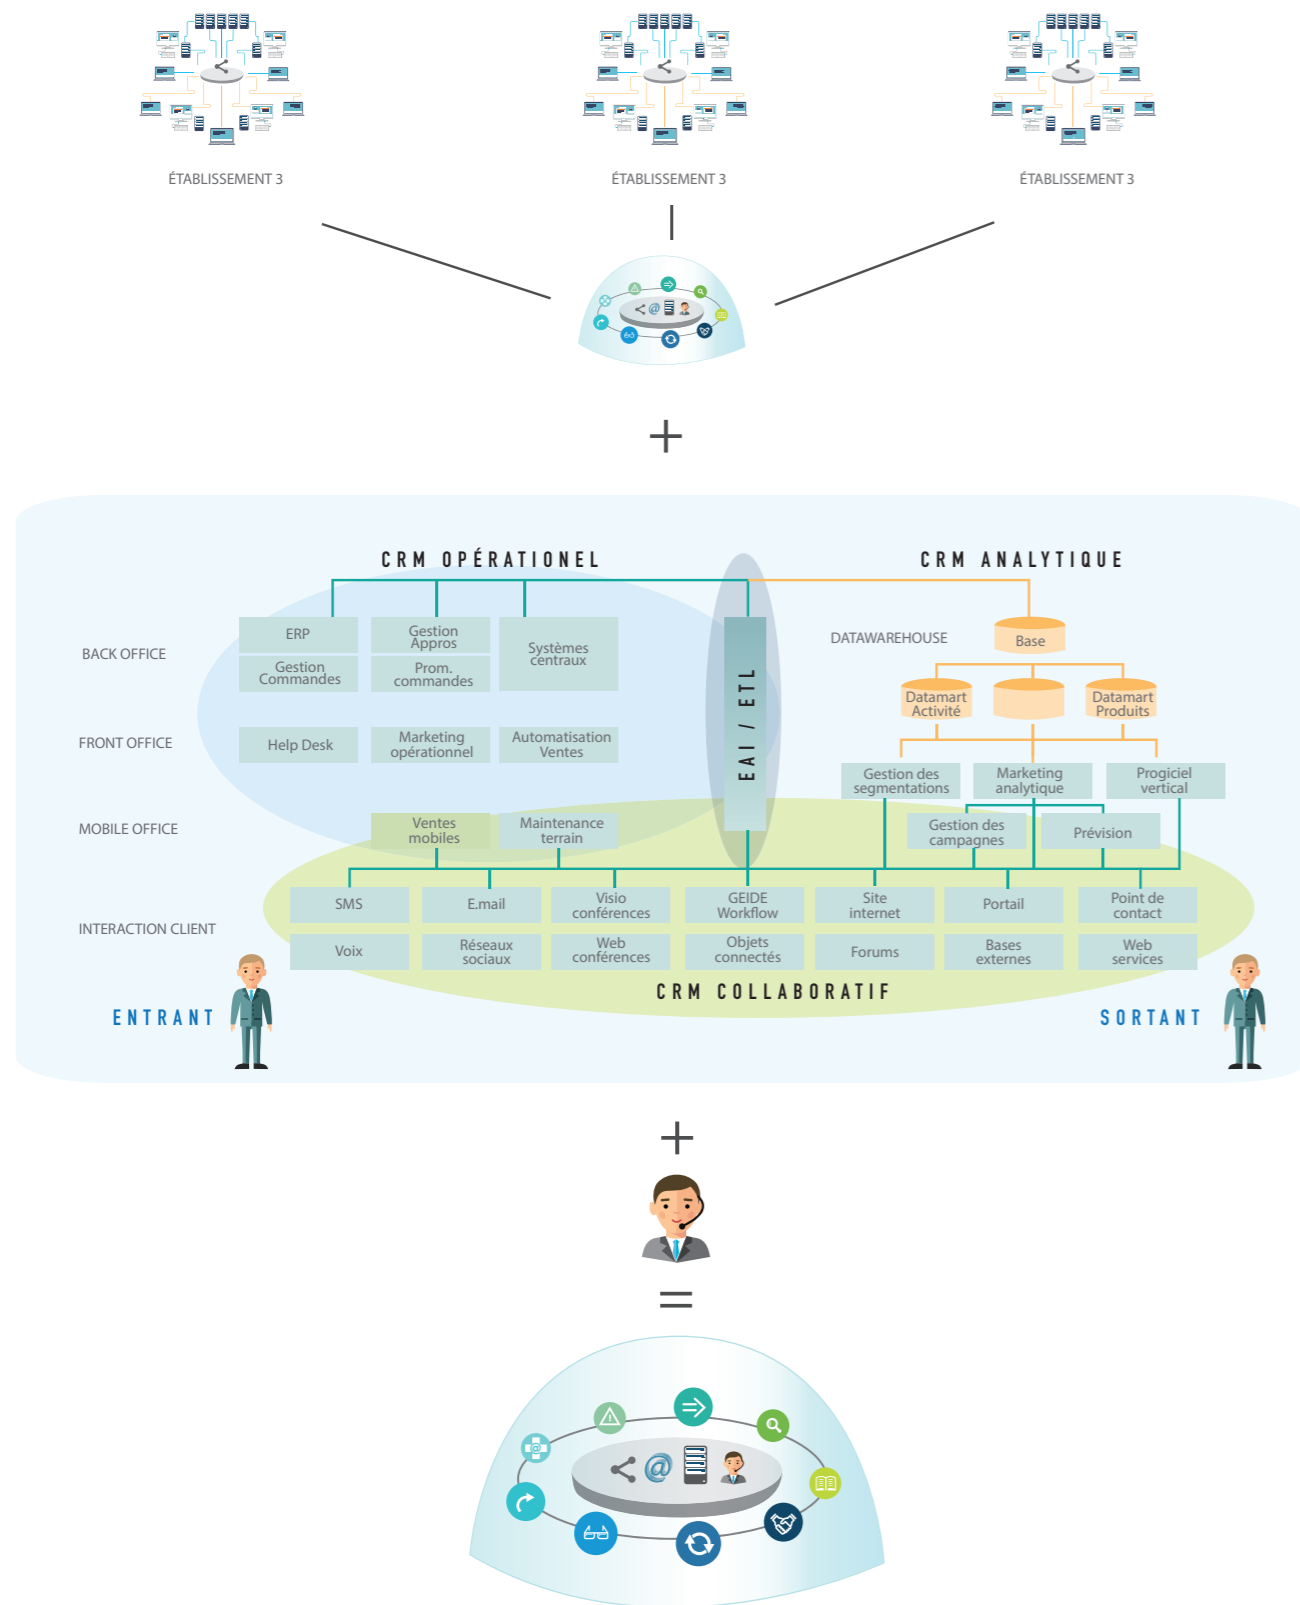 ÉTABLISSEMENT 3
ÉTABLISSEMENT 3
ÉTABLISSEMENT 3
@
+
CRM OPÉRATIONEL
CRM ANALYTIQUE
BACK OFFICE
ERP
Gestion
Commandes
Gestion
Appros
Prom.
commandes
Systèmes
centraux
EAI / ETL
DATAWAREHOUSE
Base
Datamart
Activité
Datamart
Produits
FRONT OFFICE
Help Desk
Marketing
opérationnel
Automatisation
Ventes
Gestion des
segmentations
Marketing
analytique
Progiciel
vertical
MOBILE OFFICE
Ventes
mobiles
Maintenance
terrain
Gestion des
campagnes
Prévision
INTERACTION CLIENT
SMS
E.mail
Visio
conférences
GEIDE
Workflow
Site
internet
Portail
Point de
contact
Voix
Réseaux
sociaux
Web
conférences
Objets
connectés
Forums
Bases
externes
Web
services
CRM COLLABORATIF
ENTRANT
SORTANT
+
=
@
@